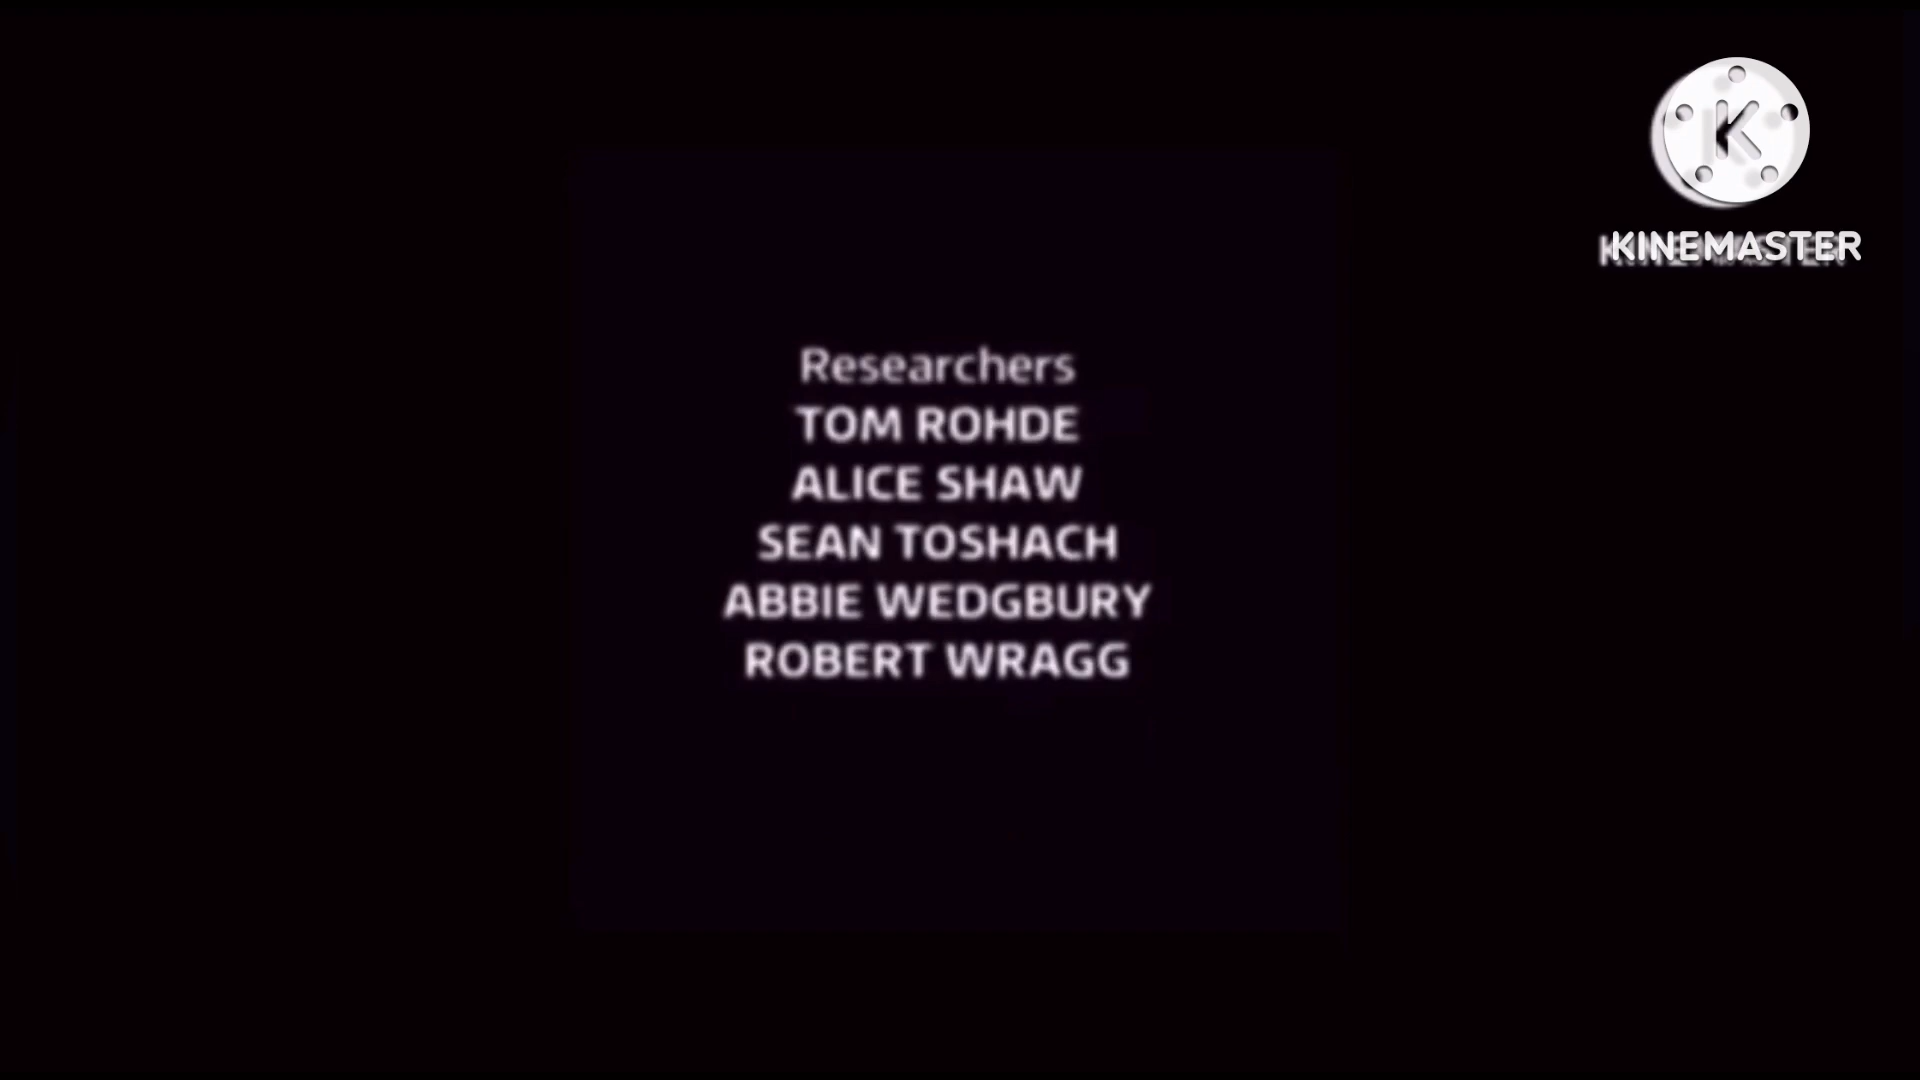 KINEMASTER
Researchers
TOM ROHDE
ALICE SHAW
SEAN TOSHACH
ABBIE WEDGBURY
ROBERT WRAGG